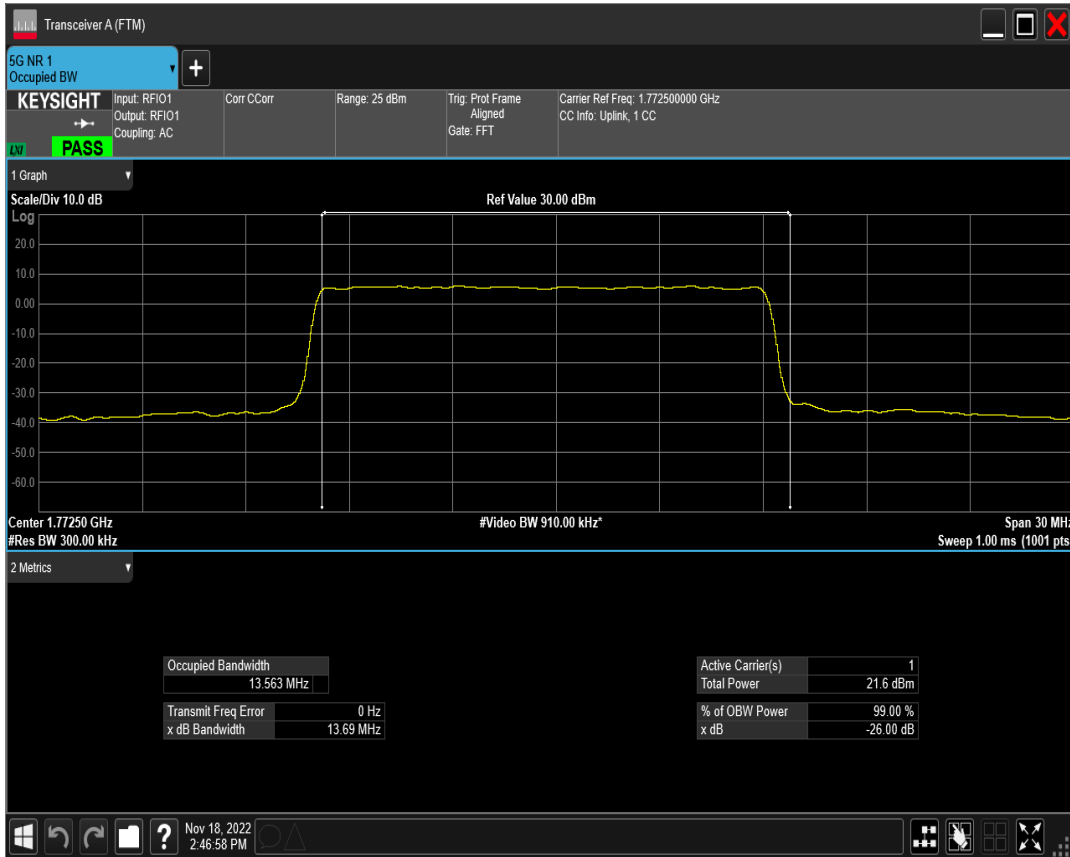 Transceiver A (FTM)
5G NR 1
Occupied BW
+
KEYSIGHT
LXI
PASS
Input: RFIO1
Output: RFIO1
Coupling: AC
Corr CCorr
Range: 25 dBm
Trig: Prot Frame
Aligned
Gate: FFT
Carrier Ref Freq: 1.772500000 GHz
CC Info: Uplink, 1 CC
1 Graph
Scale/Div 10.0 dB
Ref Value 30.00 dBm
Log
20.0
10.0
0.00
-10.0
-20.0
-30.0
-40.0
-50.0
-60.0
Center 1.77250 GHz
#Video BW 910.00 kHz*
Span 30 MHz
#Res BW 300.00 kHz
Sweep 1.00 ms (1001 pts
2 Metrics
Occupied Bandwidth
13.563 MHz
Transmit Freq Error 0 Hz
x dB Bandwidth 13.69 MHz
Active Carrier(s) 1
Total Power 21.6 dBm
% of OBW Power 99.00 %
x dB -26.00 dB
?
Nov 18, 2022
2:46:58 PM